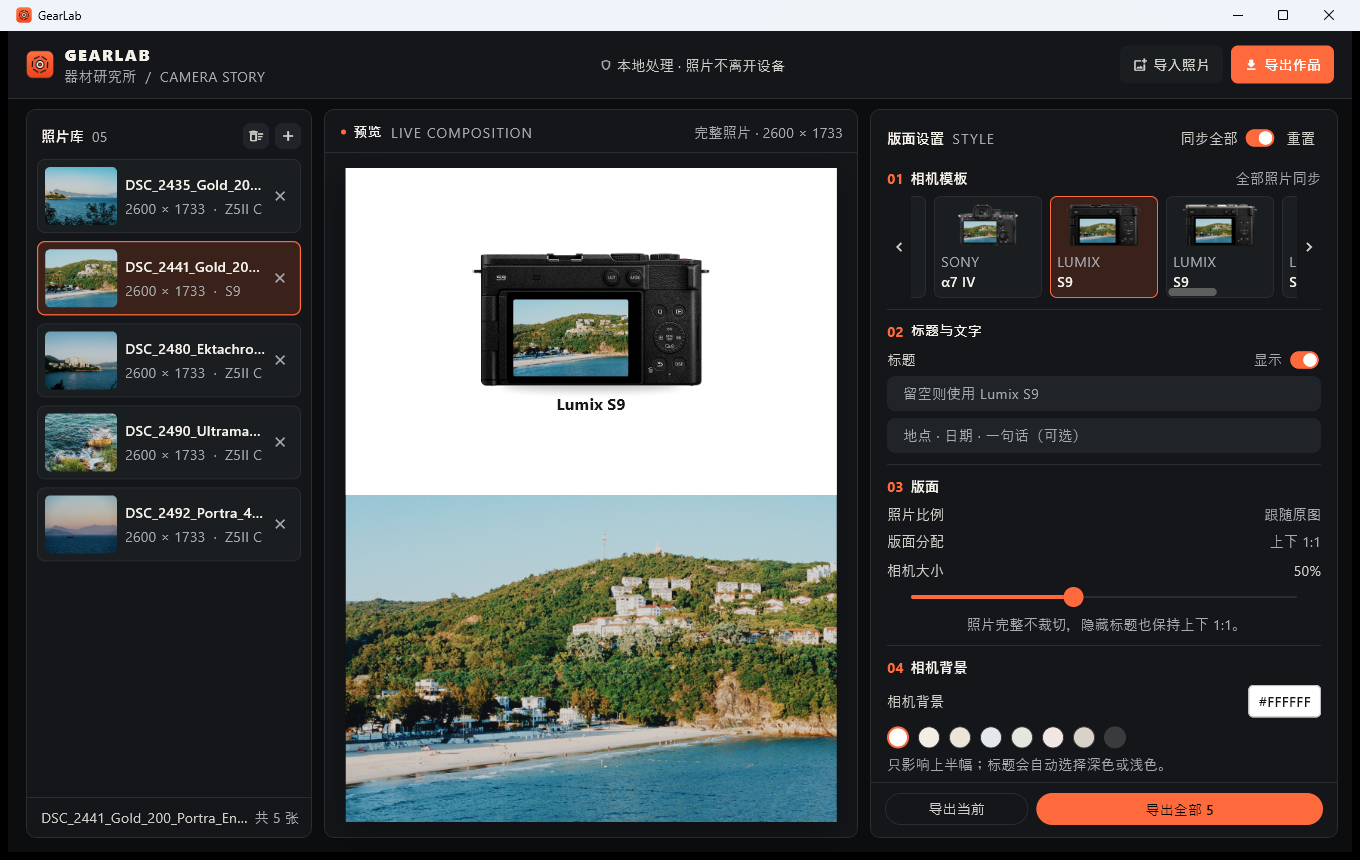 GearLab
GEARLAB
器材研究所 / CAMERA STORY
本地处理 · 照片不离开设备
导入照片
导出作品
照片库 05
DSC_2435_Gold_20...
2600 × 1733 · Z5II C
DSC_2441_Gold_20...
2600 × 1733 · S9
DSC_2480_Ektachro...
2600 × 1733 · Z5II C
DSC_2490_Ultrama...
2600 × 1733 · Z5II C
DSC_2492_Portra_4...
2600 × 1733 · Z5II C
DSC_2441_Gold_200_Portra_En... 共 5 张
预览 LIVE COMPOSITION
完整照片 · 2600 × 1733
S9
Lumix S9
版面设置 STYLE
同步全部
重置
01 相机模板
全部照片同步
SONY
α7 IV
LUMIX
S9
LUMIX
S9
L
S
02 标题与文字
标题
显示
留空则使用 Lumix S9
地点 · 日期 · 一句话（可选）
03 版面
照片比例
跟随原图
版面分配
上下 1:1
相机大小
50%
照片完整不裁切，隐藏标题也保持上下 1:1。
04 相机背景
相机背景
#FFFFFF
只影响上半幅；标题会自动选择深色或浅色。
导出当前
导出全部 5